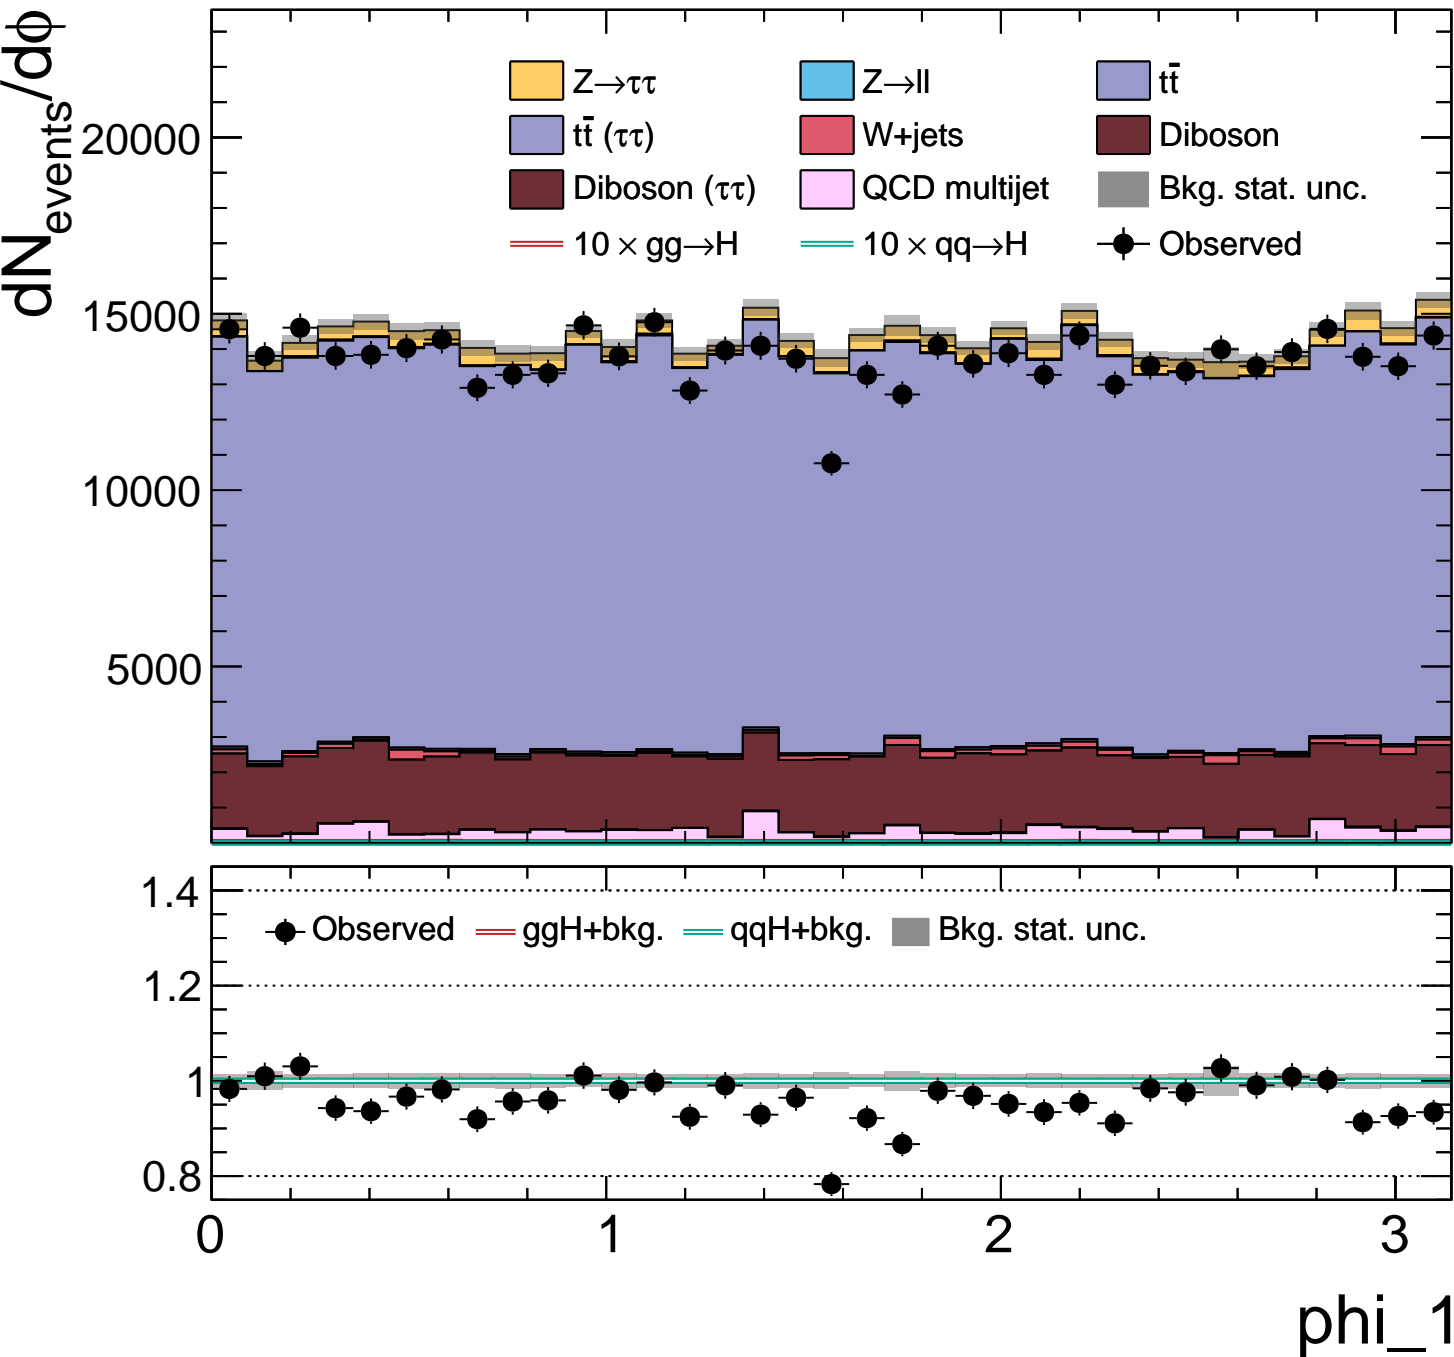 dN_events/dϕ
Z→ττ Z→ll tt̄
tt̄ (ττ) W+jets Diboson
Diboson (ττ) QCD multijet Bkg. stat. unc.
10 × gg→H 10 × qq→H Observed
20000
15000
10000
5000
1.4
Observed ggH+bkg. qqH+bkg. Bkg. stat. unc.
1.2
1
0.8
0 1 2 3
phi_1